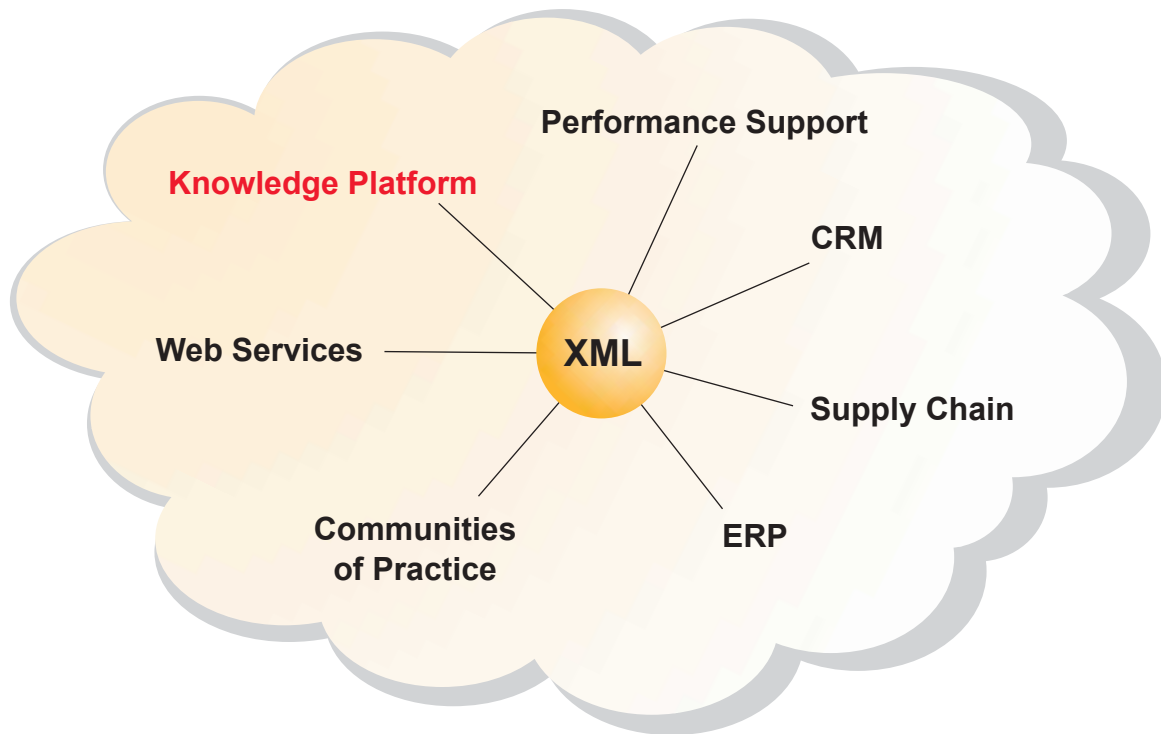 Performance Support
Knowledge Platform
CRM
XML
Web Services
Supply Chain
Communities
of Practice
ERP